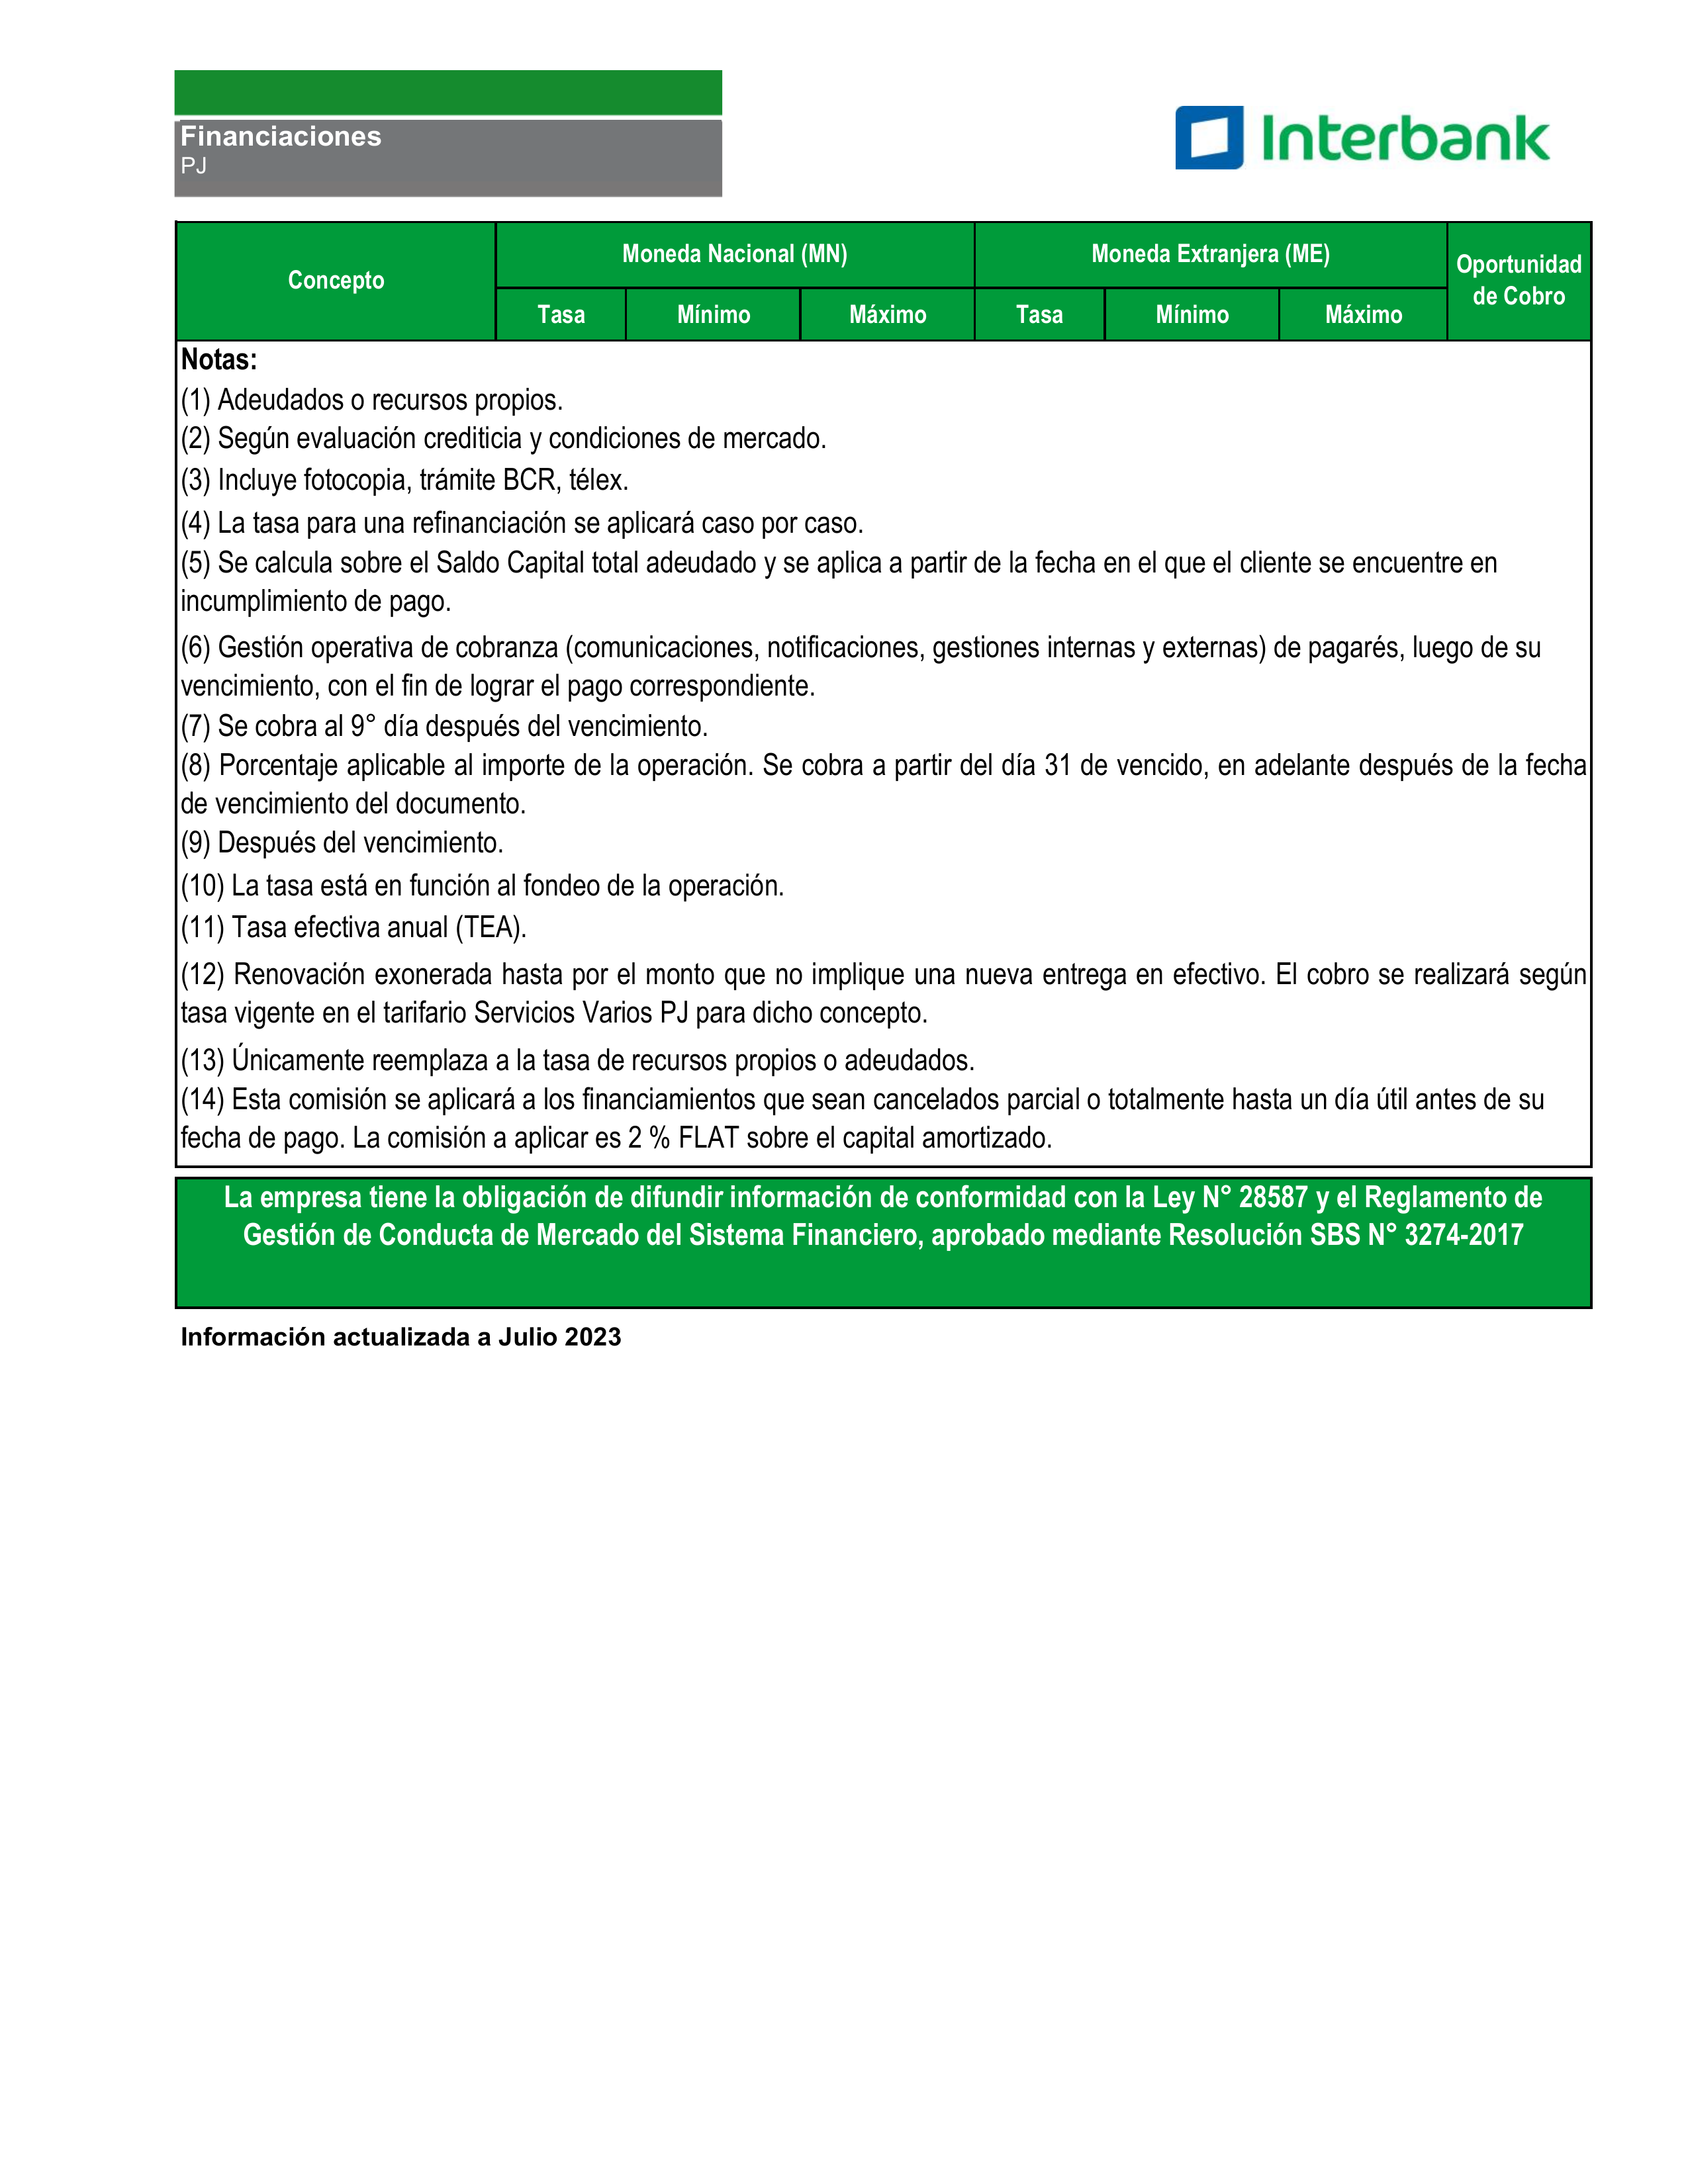 Financiaciones
PJ
Interbank
Concepto
Moneda Nacional (MN)
Moneda Extranjera (ME)
Oportunidad
de Cobro
Tasa
Mínimo
Máximo
Tasa
Mínimo
Máximo
Notas:
(1) Adeudados o recursos propios.
(2) Según evaluación crediticia y condiciones de mercado.
(3) Incluye fotocopia, trámite BCR, télex.
(4) La tasa para una refinanciación se aplicará caso por caso.
(5) Se calcula sobre el Saldo Capital total adeudado y se aplica a partir de la fecha en el que el cliente se encuentre en
incumplimiento de pago.
(6) Gestión operativa de cobranza (comunicaciones, notificaciones, gestiones internas y externas) de pagarés, luego de su
vencimiento, con el fin de lograr el pago correspondiente.
(7) Se cobra al 9° día después del vencimiento.
(8) Porcentaje aplicable al importe de la operación. Se cobra a partir del día 31 de vencido, en adelante después de la fecha
de vencimiento del documento.
(9) Después del vencimiento.
(10) La tasa está en función al fondeo de la operación.
(11) Tasa efectiva anual (TEA).
(12) Renovación exonerada hasta por el monto que no implique una nueva entrega en efectivo. El cobro se realizará según
tasa vigente en el tarifario Servicios Varios PJ para dicho concepto.
(13) Únicamente reemplaza a la tasa de recursos propios o adeudados.
(14) Esta comisión se aplicará a los financiamientos que sean cancelados parcial o totalmente hasta un día útil antes de su
fecha de pago. La comisión a aplicar es 2 % FLAT sobre el capital amortizado.
La empresa tiene la obligación de difundir información de conformidad con la Ley N° 28587 y el Reglamento de
Gestión de Conducta de Mercado del Sistema Financiero, aprobado mediante Resolución SBS N° 3274-2017
Información actualizada a Julio 2023